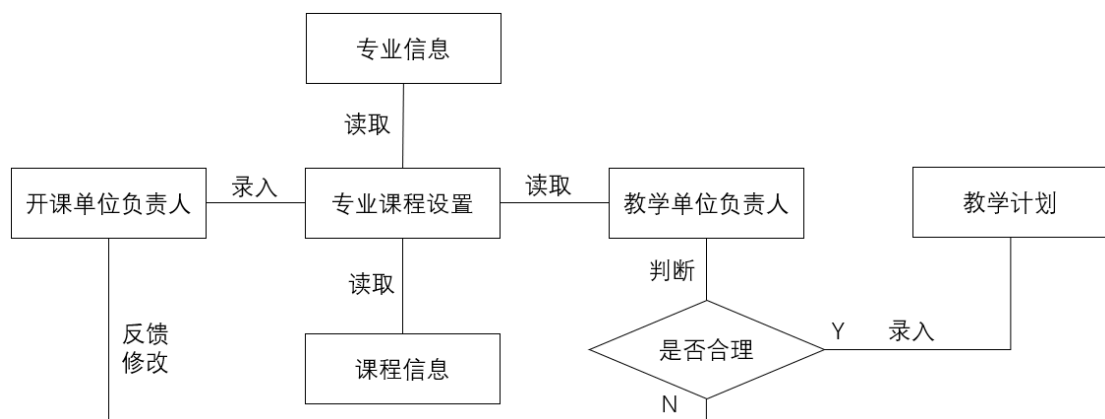 专业信息
读取
开课单位负责人
录入
专业课程设置
读取
教学单位负责人
教学计划
读取
判断
反馈
修改
课程信息
是否合理
Y
录入
N